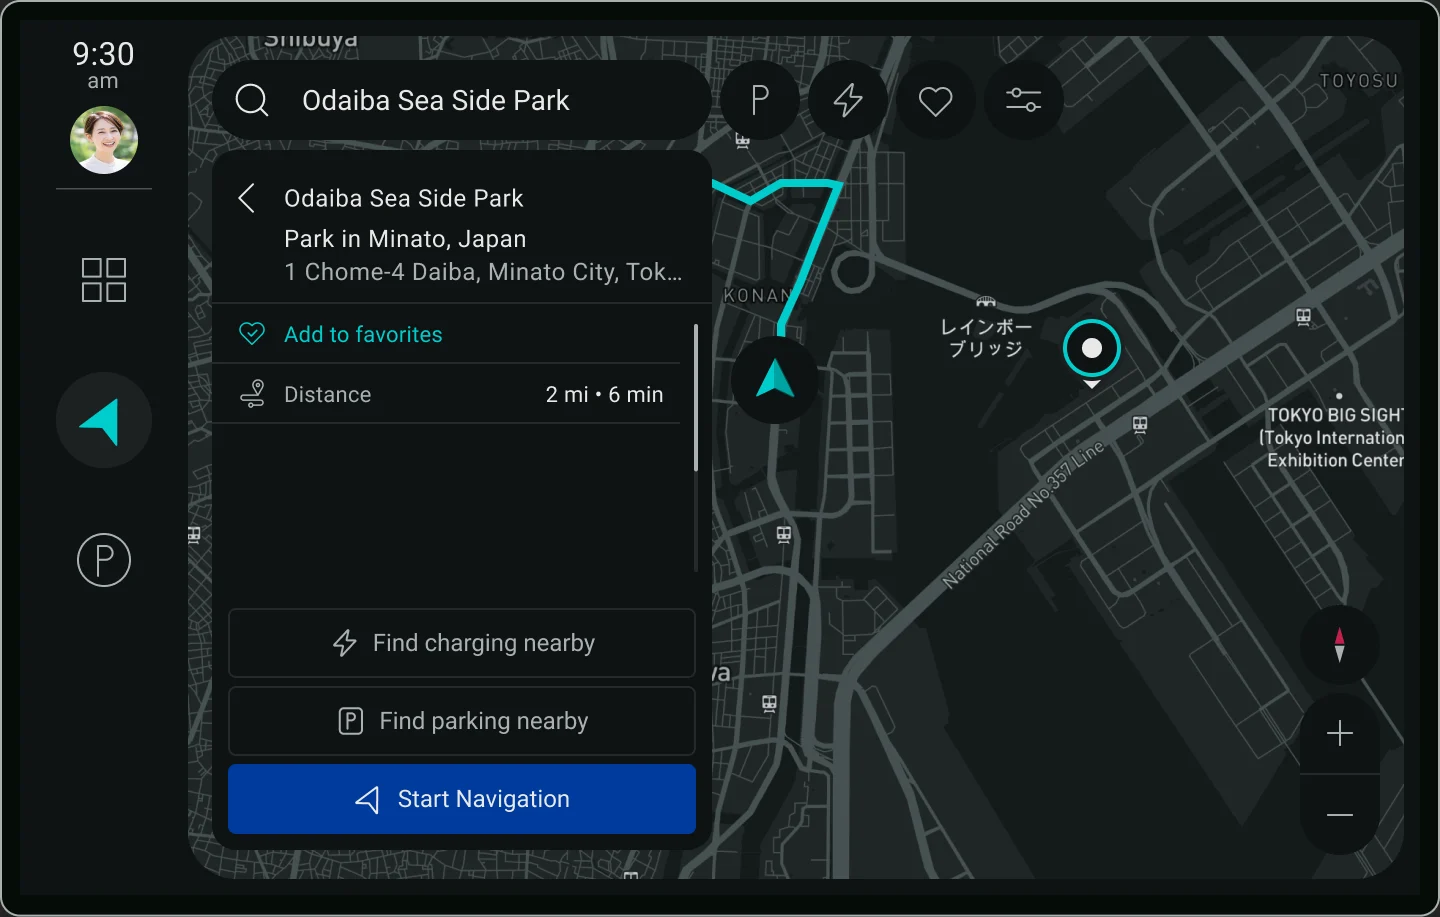 9:30
am
Shibuya
Odaiba Sea Side Park
P
TOYOSU
Odaiba Sea Side Park
Park in Minato, Japan
1 Chome-4 Daiba, Minato City, Tok...
Add to favorites
Distance
2 mi • 6 min
KONAN
レインボー
ブリッジ
TOKYO BIG SIGHT
(Tokyo Internation
Exhibition Center
National Road No.357 Line
P
Find charging nearby
P
Find parking nearby
Start Navigation